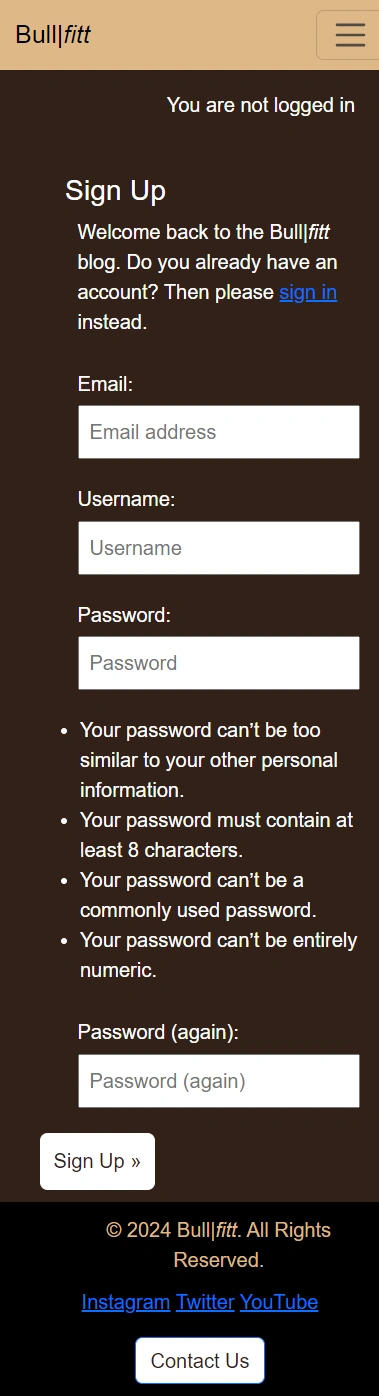 Bull|fitt
You are not logged in
Sign Up
Welcome back to the Bull|fitt
blog. Do you already have an
account? Then please sign in
instead.
Email:
Email address
Username:
Username
Password:
Password
• Your password can’t be too
similar to your other personal
information.
• Your password must contain at
least 8 characters.
• Your password can’t be a
commonly used password.
• Your password can’t be entirely
numeric.
Password (again):
Password (again)
Sign Up »
© 2024 Bull|fitt. All Rights
Reserved.
Instagram Twitter YouTube
Contact Us